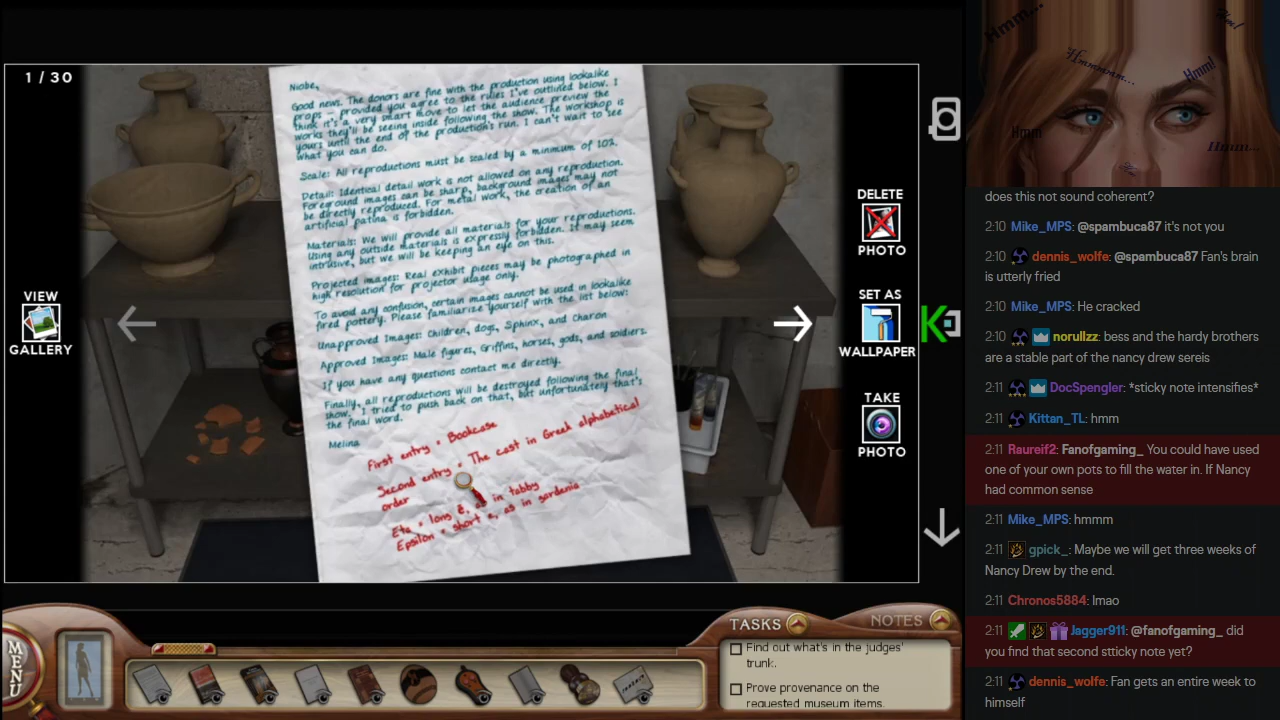 1 / 30
VIEW
GALLERY
Niobe,
Good news. The donors are fine with the production using lookalike
props - provided you agree to the rules I've outlined below. I
think it's a very smart move to let the audience preview the
works they'll be seeing inside following the show. The workshop is
yours until the end of the production's run. I can't wait to see
what you can do.
Scale: All reproductions must be scaled by a minimum of 10%.
Detail: Identical detail work is not allowed on any reproduction.
Foreground images can be sharp, background images may not
be directly reproduced. For metal work, the creation of an
artificial patina is forbidden.
Materials: We will provide all materials for your reproductions.
Using any outside materials is expressly forbidden. It may seem
intrusive, but we will be keeping an eye on this.
Projected images: Real exhibit pieces may be photographed in
high resolution for projector usage only.
To avoid any confusion, certain images cannot be used in lookalike
fired pottery. Please familiarize yourself with the list below:
Unapproved Images: Children, dogs, Sphinx, and Charon
Approved Images: Male figures, Griffins, horses, gods, and soldiers.
If you have any questions contact me directly.
Finally, all reproductions will be destroyed following the final
show. I tried to push back on that, but unfortunately that's
the final word.
Melina
First entry = Bookcase
Second entry = The cast in Greek alphabetical
order
Eta = long E, as in tabby
Epsilon = short e, as in gardenia
DELETE
PHOTO
SET AS
WALLPAPER
TAKE
PHOTO
MENU
TASKS
NOTES
Find out what's in the judges'
trunk.
Prove provenance on the
requested museum items.
Hmm...
Hmmmmm...
Hm!
Hmm!
Hmm
Hmm...
does this not sound coherent?
2:10 Mike_MPS: @spambuca87 it's not you
2:10 dennis_wolfe: @spambuca87 Fan's brain
is utterly fried
2:10 Mike_MPS: He cracked
2:10 norullzz: bess and the hardy brothers
are a stable part of the nancy drew sereis
2:11 DocSpengler: *sticky note intensifies*
2:11 Kittan_TL: hmm
2:11 Raureif2: Fanofgaming_ You could have used
one of your own pots to fill the water in. If Nancy
had common sense
2:11 Mike_MPS: hmmm
2:11 gpick_: Maybe we will get three weeks of
Nancy Drew by the end.
2:11 Chronos5884: lmao
2:11 Jagger911: @fanofgaming_ did
you find that second stticky note yet?
2:11 dennis_wolfe: Fan gets an entire week to
himself